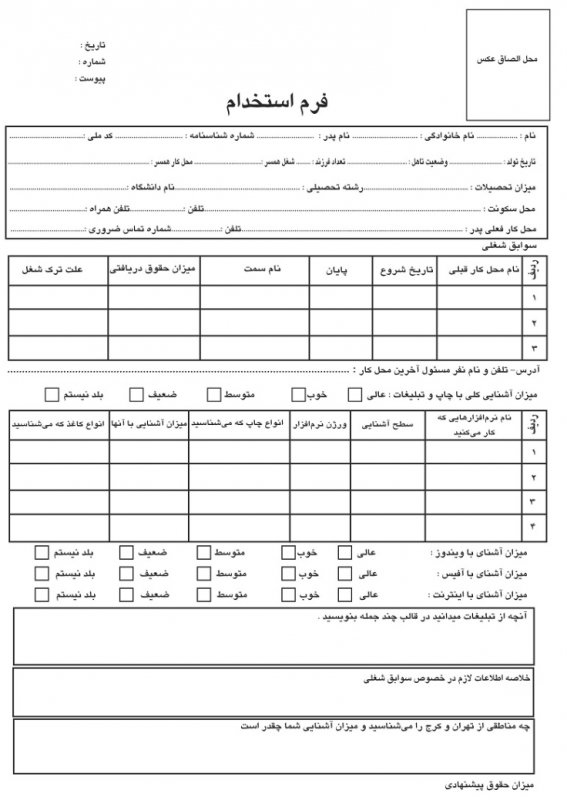 محل الصاق عکس
تاریخ :
شماره :
پیوست :
فرم استخدام
نام : .................. نام خانوادگی : .................. نام پدر : .................. شماره شناسنامه : .................. کد ملی : ..................
تاریخ تولد : .................. وضعیت تاهل : .................. تعداد فرزند : ....... شغل همسر : .................. محل کار همسر : ..................
میزان تحصیلات : .................. رشته تحصیلی : .................. نام دانشگاه : ..................
محل سکونت : .................. تلفن : .................. تلفن همراه : ..................
محل کار فعلی پدر : .................. تلفن : .................. شماره تماس ضروری : ..................
سوابق شغلی
ردیف نام محل کار قبلی تاریخ شروع پایان نام سمت میزان حقوق دریافتی علت ترک شغل
۱
۲
۳
آدرس- تلفن و نام نفر مسئول آخرین محل کار : ..................
میزان آشنایی کلی با چاپ و تبلیغات : عالی خوب متوسط ضعیف بلد نیستم
ردیف نام نرم‌افزارهایی که کار می‌کنید سطح آشنایی ورژن نرم‌افزار انواع چاپ که می‌شناسید میزان آشنایی با آنها انواع کاغذ که می‌شناسید
۱
۲
۳
۴
میزان آشنای با ویندوز : عالی خوب متوسط ضعیف بلد نیستم
میزان آشنای با آفیس : عالی خوب متوسط ضعیف بلد نیستم
میزان آشنای با اینترنت : عالی خوب متوسط ضعیف بلد نیستم
آنچه از تبلیغات میدانید در قالب چند جمله بنویسید .
خلاصه اطلاعات لازم در خصوص سوابق شغلی
چه مناطقی از تهران و کرج را می‌شناسید و میزان آشنایی شما چقدر است
میزان حقوق پیشنهادی